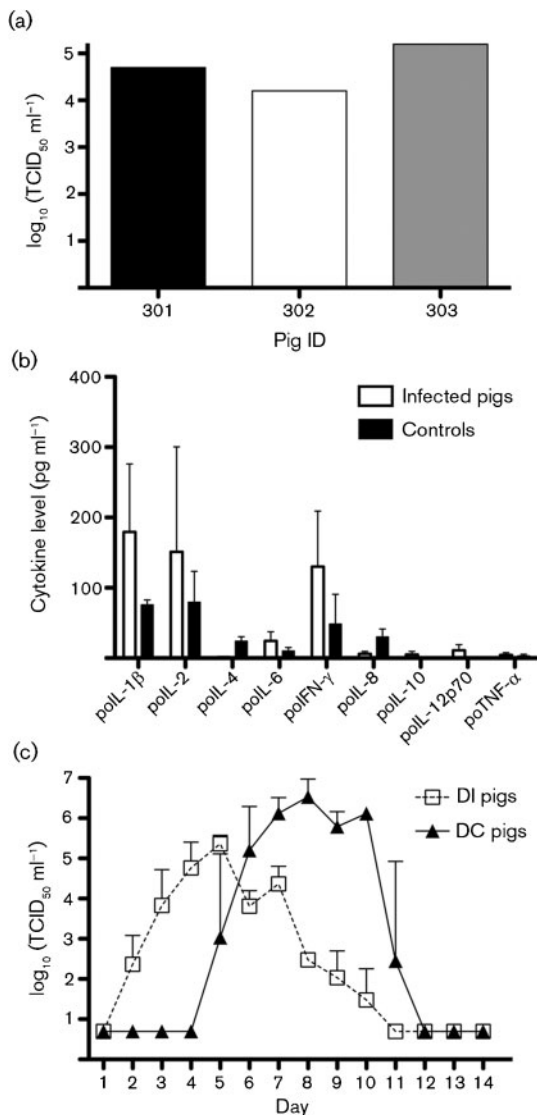 (a)
log₁₀ (TCID₅₀ ml⁻¹)
5
4
3
2
1
301 302 303
Pig ID
(b)
Cytokine level (pg ml⁻¹)
400
300
200
100
Infected pigs
Controls
poIL-1β poIL-2 poIL-4 poIL-6 poIFN-γ poIL-8 poIL-10 poIL-12p70 poTNF-α
(c)
log₁₀ (TCID₅₀ ml⁻¹)
7
6
5
4
3
2
1
DI pigs
DC pigs
1 2 3 4 5 6 7 8 9 10 11 12 13 14
Day